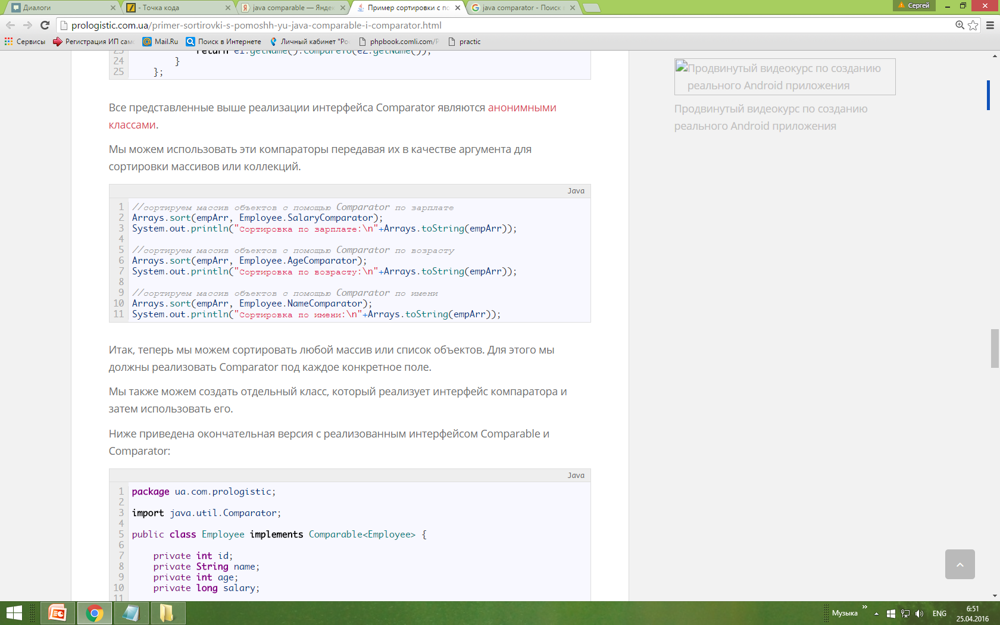 Диалоги
- Точка кода
java comparable — Яндек
Пример сортировки с по
java comparator - Поиск
Сергей
prologistic.com.ua/primer-sortirovki-s-pomoshh-yu-java-comparable-i-comparator.html
Сервисы
Регистрация ИП сам
Mail.Ru
Поиск в Интернете
Личный кабинет "Ро
phpbook.comli.com/P
practic
23 return e1.getName().compareTo(e2.getName());
24 }
25 };
Все представленные выше реализации интерфейса Comparator являются анонимными
классами.
Мы можем использовать эти компараторы передавая их в качестве аргумента для
сортировки массивов или коллекций.
Java
1 //сортируем массив объектов с помощью Comparator по зарплате
2 Arrays.sort(empArr, Employee.SalaryComparator);
3 System.out.println("Сортировка по зарплате:\n"+Arrays.toString(empArr));
4
5 //сортируем массив объектов с помощью Comparator по возрасту
6 Arrays.sort(empArr, Employee.AgeComparator);
7 System.out.println("Сортировка по возрасту:\n"+Arrays.toString(empArr));
8
9 //сортируем массив объектов с помощью Comparator по имени
10 Arrays.sort(empArr, Employee.NameComparator);
11 System.out.println("Сортировка по имени:\n"+Arrays.toString(empArr));
Итак, теперь мы можем сортировать любой массив или список объектов. Для этого мы
должны реализовать Comparator под каждое конкретное поле.
Мы также можем создать отдельный класс, который реализует интерфейс компаратора и
затем использовать его.
Ниже приведена окончательная версия с реализованным интерфейсом Comparable и
Comparator:
Java
1 package ua.com.prologistic;
2
3 import java.util.Comparator;
4
5 public class Employee implements Comparable<Employee> {
6
7 private int id;
8 private String name;
9 private int age;
10 private long salary;
11
Продвинутый видеокурс по созданию
реального Android приложения
Продвинутый видеокурс по созданию
реального Android приложения
Музыка
ENG
6:51
25.04.2016